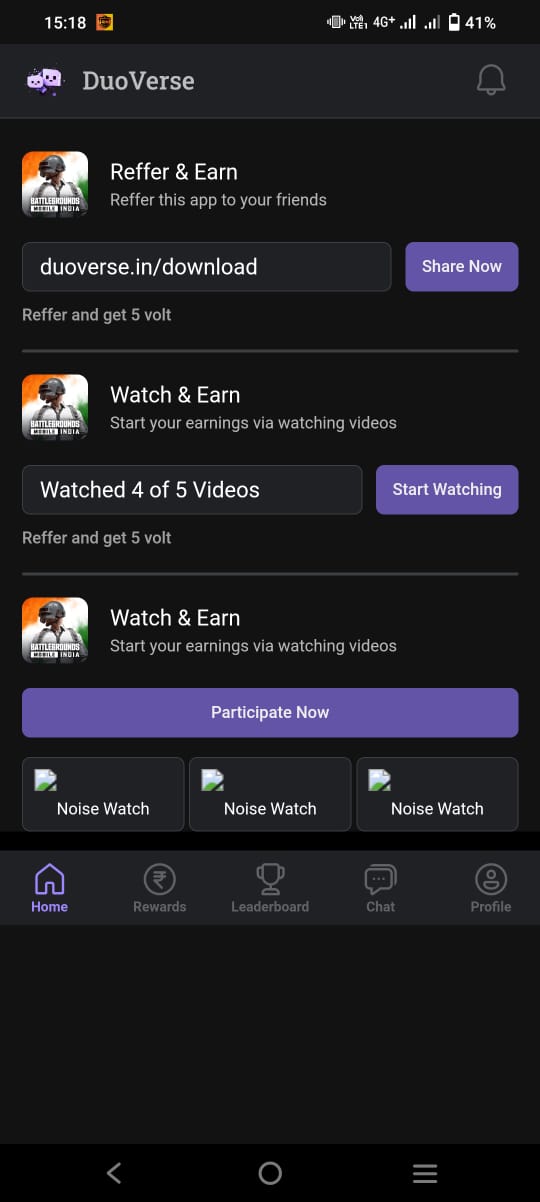 15:18
Vo) LTE1 4G+ 41%
DuoVerse
BATTLEGROUNDS
MOBILE INDIA
Reffer & Earn
Reffer this app to your friends
duoverse.in/download
Share Now
Reffer and get 5 volt
BATTLEGROUNDS
MOBILE INDIA
Watch & Earn
Start your earnings via watching videos
Watched 4 of 5 Videos
Start Watching
Reffer and get 5 volt
BATTLEGROUNDS
MOBILE INDIA
Watch & Earn
Start your earnings via watching videos
Participate Now
Noise Watch
Noise Watch
Noise Watch
Home
Rewards
Leaderboard
Chat
Profile